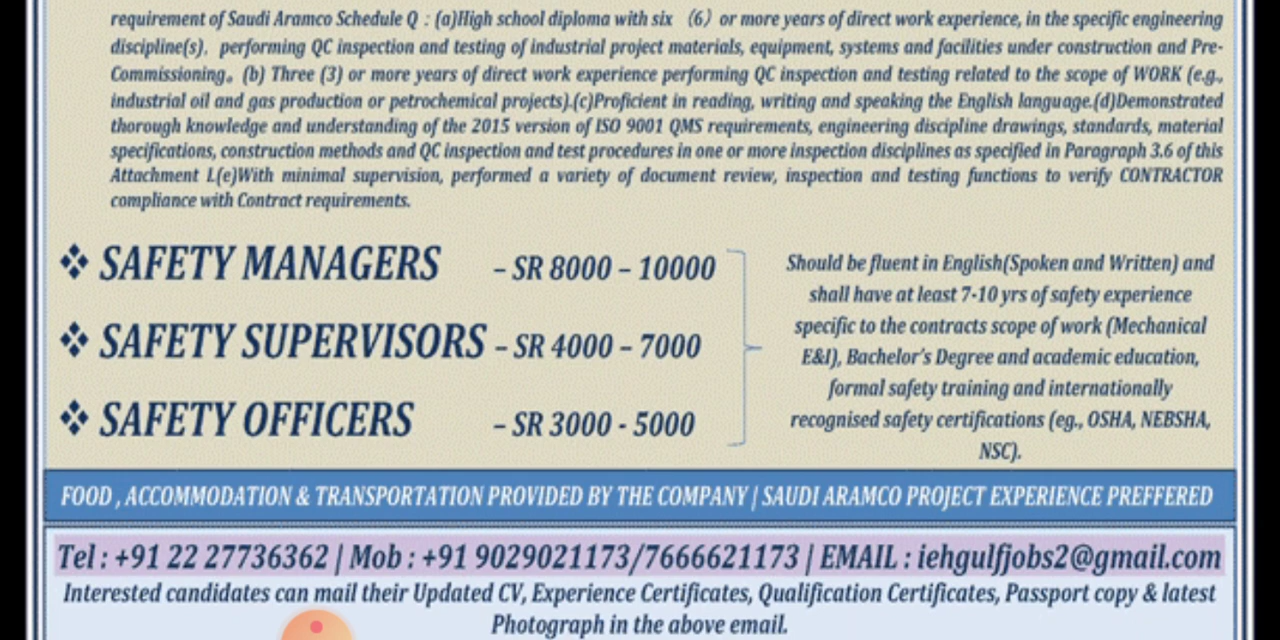 requirement of Saudi Aramco Schedule Q : (a)High school diploma with six （6）or more years of direct work experience, in the specific engineering
discipline(s)， performing QC inspection and testing of industrial project materials, equipment, systems and facilities under construction and Pre-
Commissioning。(b) Three (3) or more years of direct work experience performing QC inspection and testing related to the scope of WORK (e.g.,
industrial oil and gas production or petrochemical projects).(c)Proficient in reading, writing and speaking the English language.(d)Demonstrated
thorough knowledge and understanding of the 2015 version of ISO 9001 QMS requirements, engineering discipline drawings, standards, material
specifications, construction methods and QC inspection and test procedures in one or more inspection disciplines as specified in Paragraph 3.6 of this
Attachment L(e)With minimal supervision, performed a variety of document review, inspection and testing functions to verify CONTRACTOR
compliance with Contract requirements.
❖ SAFETY MANAGERS – SR 8000 – 10000
❖ SAFETY SUPERVISORS – SR 4000 – 7000
❖ SAFETY OFFICERS – SR 3000 - 5000
Should be fluent in English(Spoken and Written) and
shall have at least 7-10 yrs of safety experience
specific to the contracts scope of work (Mechanical
E&I), Bachelor's Degree and academic education,
formal safety training and internationally
recognised safety certifications (eg., OSHA, NEBSHA,
NSC).
FOOD , ACCOMMODATION & TRANSPORTATION PROVIDED BY THE COMPANY | SAUDI ARAMCO PROJECT EXPERIENCE PREFFERED
Tel : +91 22 27736362 | Mob : +91 9029021173/7666621173 | EMAIL : iehgulfjobs2@gmail.com
Interested candidates can mail their Updated CV, Experience Certificates, Qualification Certificates, Passport copy & latest
Photograph in the above email.